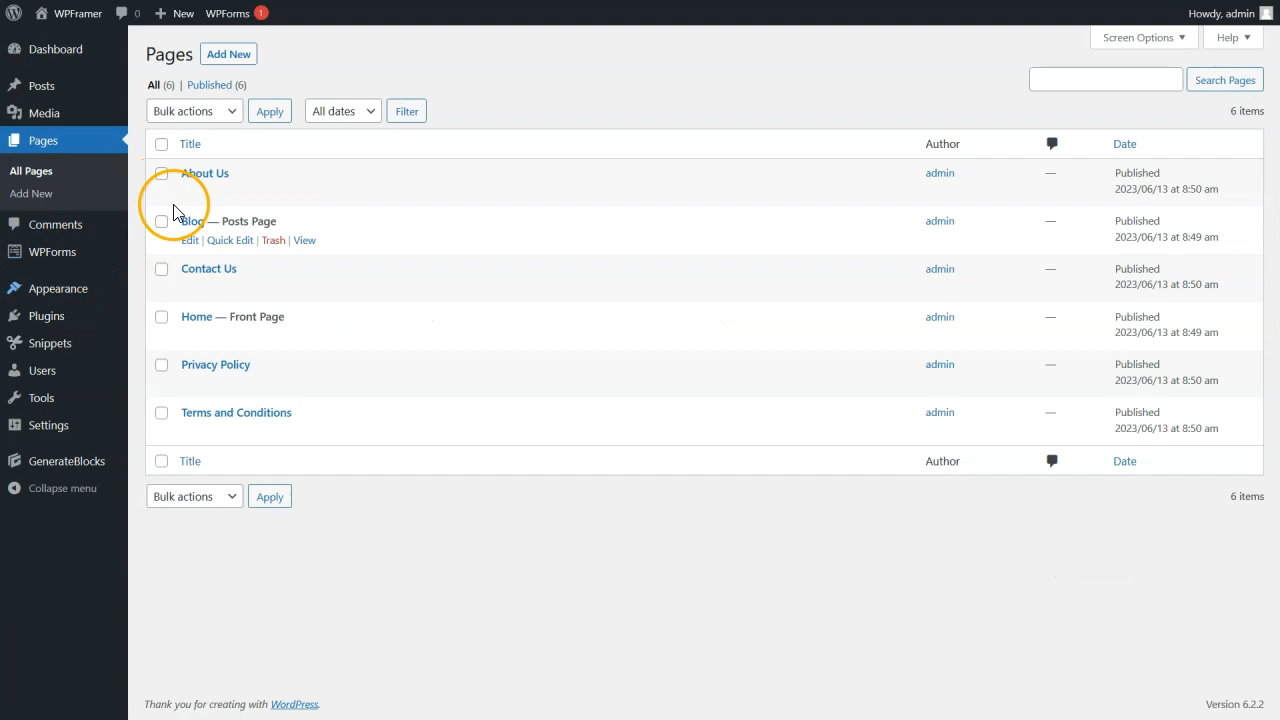 WPFramer 0 New WPForms 1 Howdy, admin
Dashboard
Posts
Media
Pages
All Pages
Add New
Comments
WPForms
Appearance
Plugins
Snippets
Users
Tools
Settings
GenerateBlocks
Collapse menu
Screen Options ▼ Help ▼
Pages Add New
All (6) | Published (6)
Search Pages
Bulk actions Apply All dates Filter 6 items
Title Author Date
About Us admin — Published
2023/06/13 at 8:50 am
Blog — Posts Page admin — Published
Edit | Quick Edit | Trash | View 2023/06/13 at 8:49 am
Contact Us admin — Published
2023/06/13 at 8:50 am
Home — Front Page admin — Published
2023/06/13 at 8:49 am
Privacy Policy admin — Published
2023/06/13 at 8:50 am
Terms and Conditions admin — Published
2023/06/13 at 8:50 am
Title Author Date
Bulk actions Apply 6 items
Thank you for creating with WordPress. Version 6.2.2